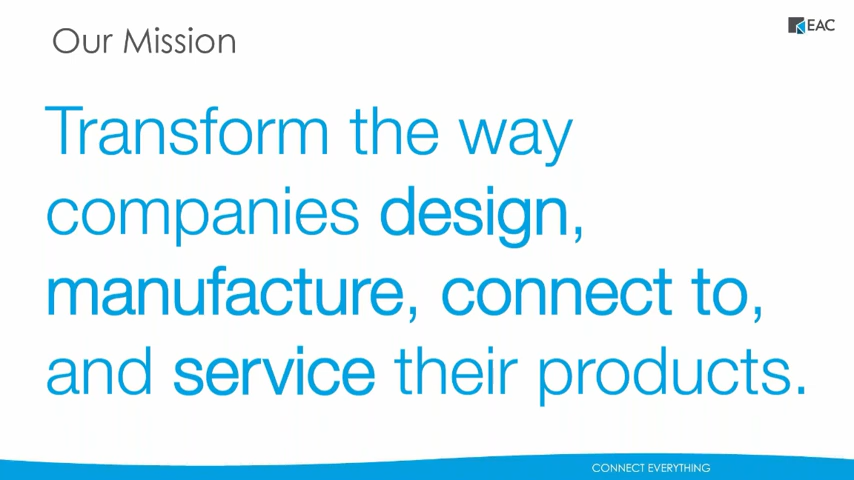 Our Mission
EAC
Transform the way
companies design,
manufacture, connect to,
and service their products.
CONNECT EVERYTHING